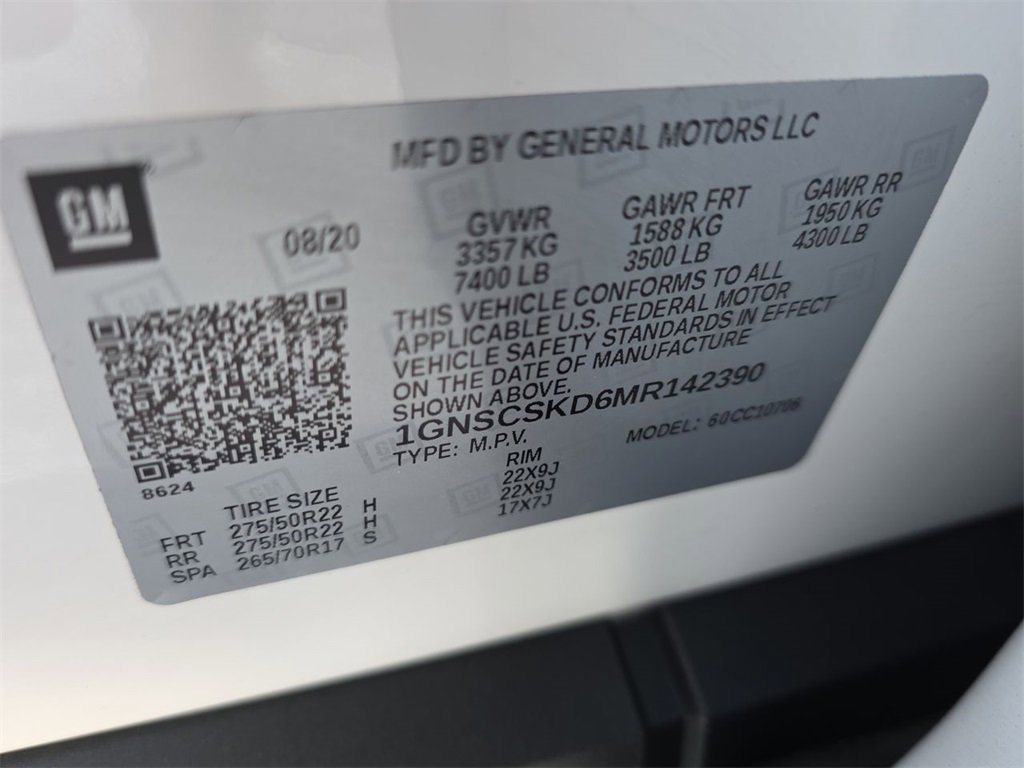 MFD BY GENERAL MOTORS LLC
GM
08/20
GVWR GAWR FRT GAWR RR
3357 KG 1588 KG 1950 KG
7400 LB 3500 LB 4300 LB
THIS VEHICLE CONFORMS TO ALL
APPLICABLE U.S. FEDERAL MOTOR
VEHICLE SAFETY STANDARDS IN EFFECT
ON THE DATE OF MANUFACTURE
SHOWN ABOVE.
1GNSCSKD6MR142390
TYPE: M.P.V. MODEL: 60CC10706
8624
TIRE SIZE RIM
FRT 275/50R22 H 22X9J
RR 275/50R22 H 22X9J
SPA 265/70R17 S 17X7J